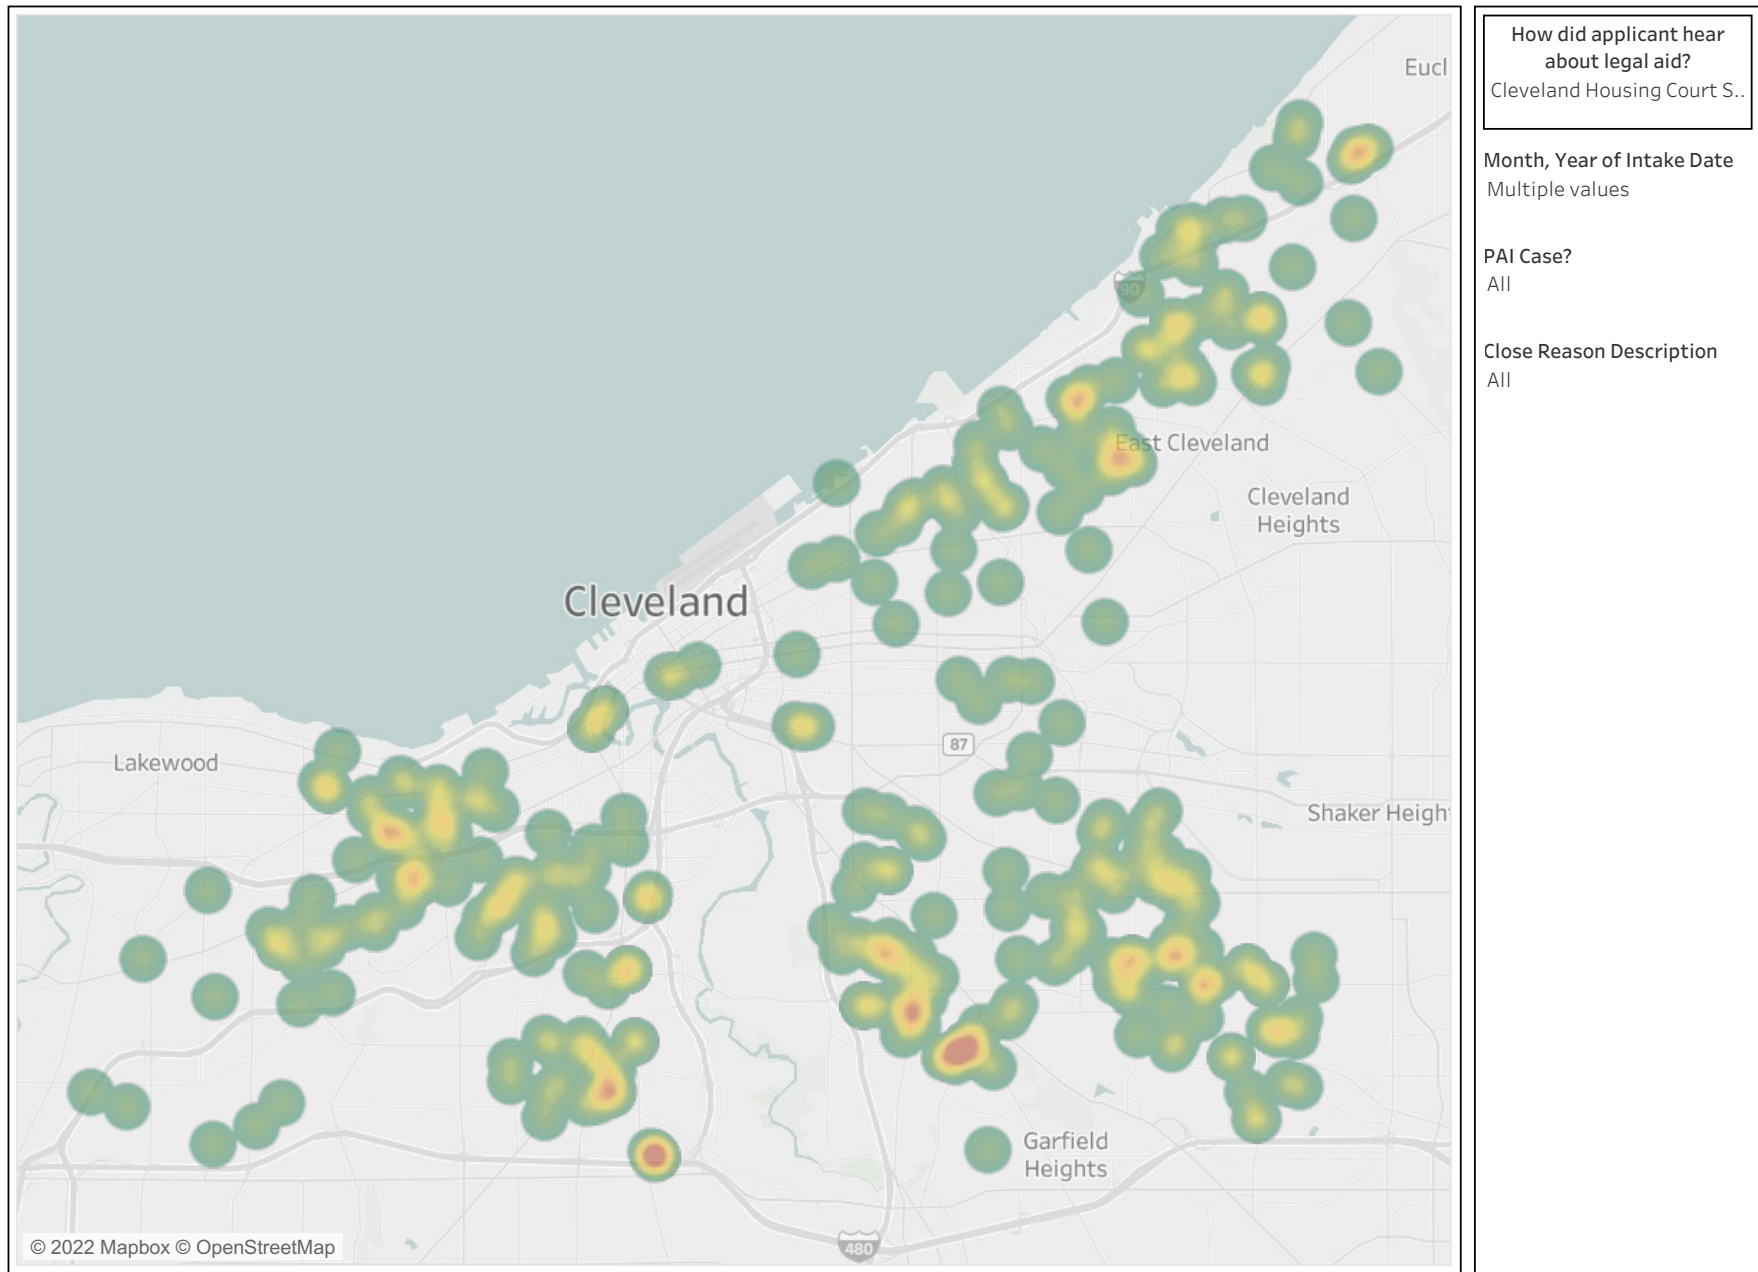 Eucl
90
East Cleveland
Cleveland
Heights
Cleveland
87
Lakewood
Shaker Height
Garfield
Heights
480
© 2022 Mapbox © OpenStreetMap
How did applicant hear
about legal aid?
Cleveland Housing Court S..
Month, Year of Intake Date
Multiple values
PAI Case?
All
Close Reason Description
All